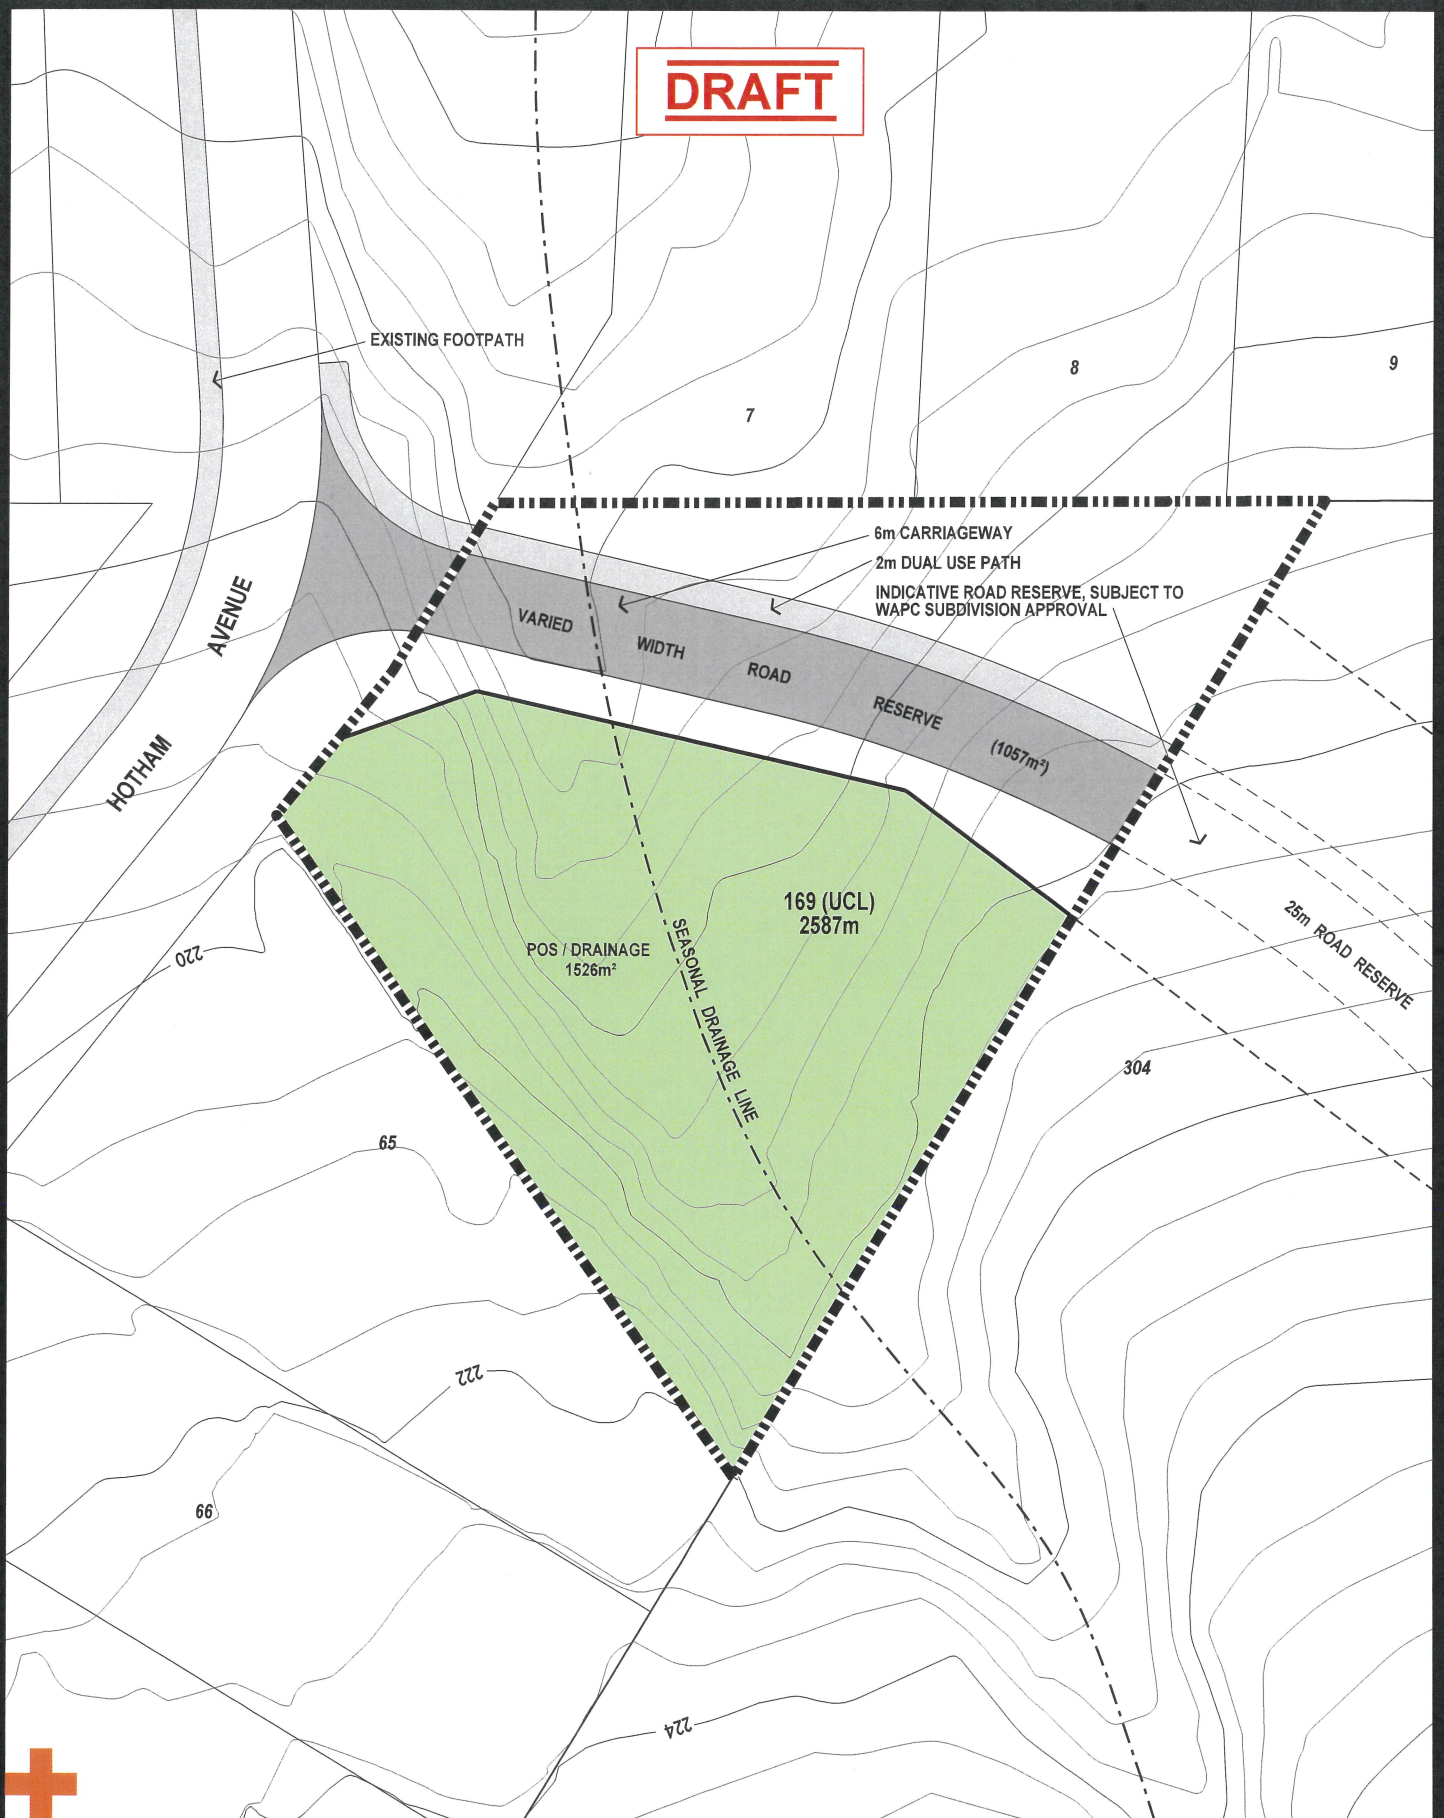 DRAFT
EXISTING FOOTPATH
8
9
7
6m CARRIAGEWAY
2m DUAL USE PATH
INDICATIVE ROAD RESERVE, SUBJECT TO
WAPC SUBDIVISION APPROVAL
VARIED WIDTH ROAD RESERVE (1057m²)
HOTHAM AVENUE
169 (UCL)
2587m
POS / DRAINAGE
1526m²
SEASONAL DRAINAGE LINE
25m ROAD RESERVE
220
304
65
222
66
224